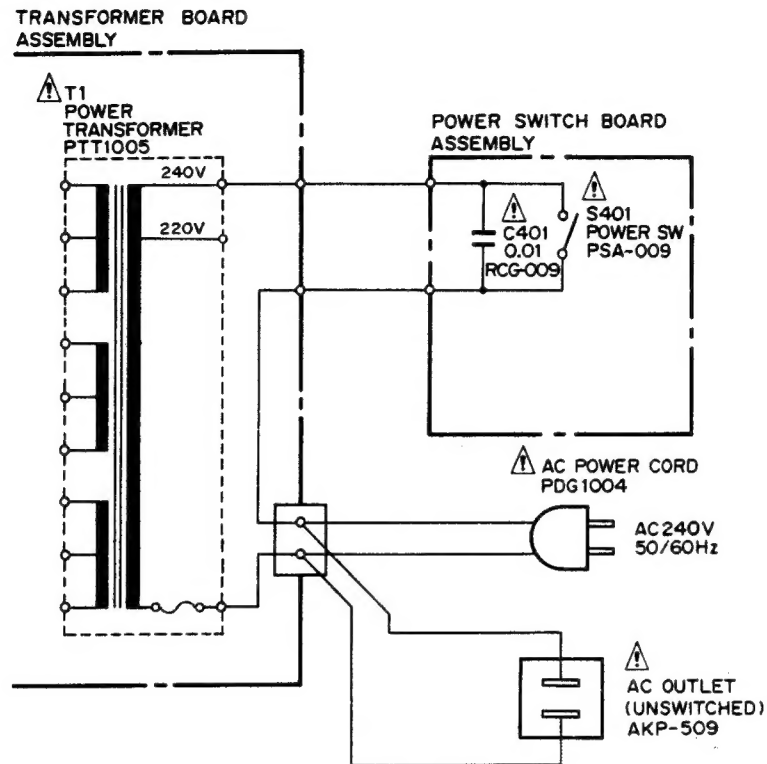 TRANSFORMER BOARD
ASSEMBLY
T1
POWER
TRANSFORMER
PTT1005
240V
220V
POWER SWITCH BOARD
ASSEMBLY
C401
0.01
RCG-009
S401
POWER SW
PSA-009
AC POWER CORD
PDG1004
AC240V
50/60Hz
AC OUTLET
(UNSWITCHED)
AKP-509